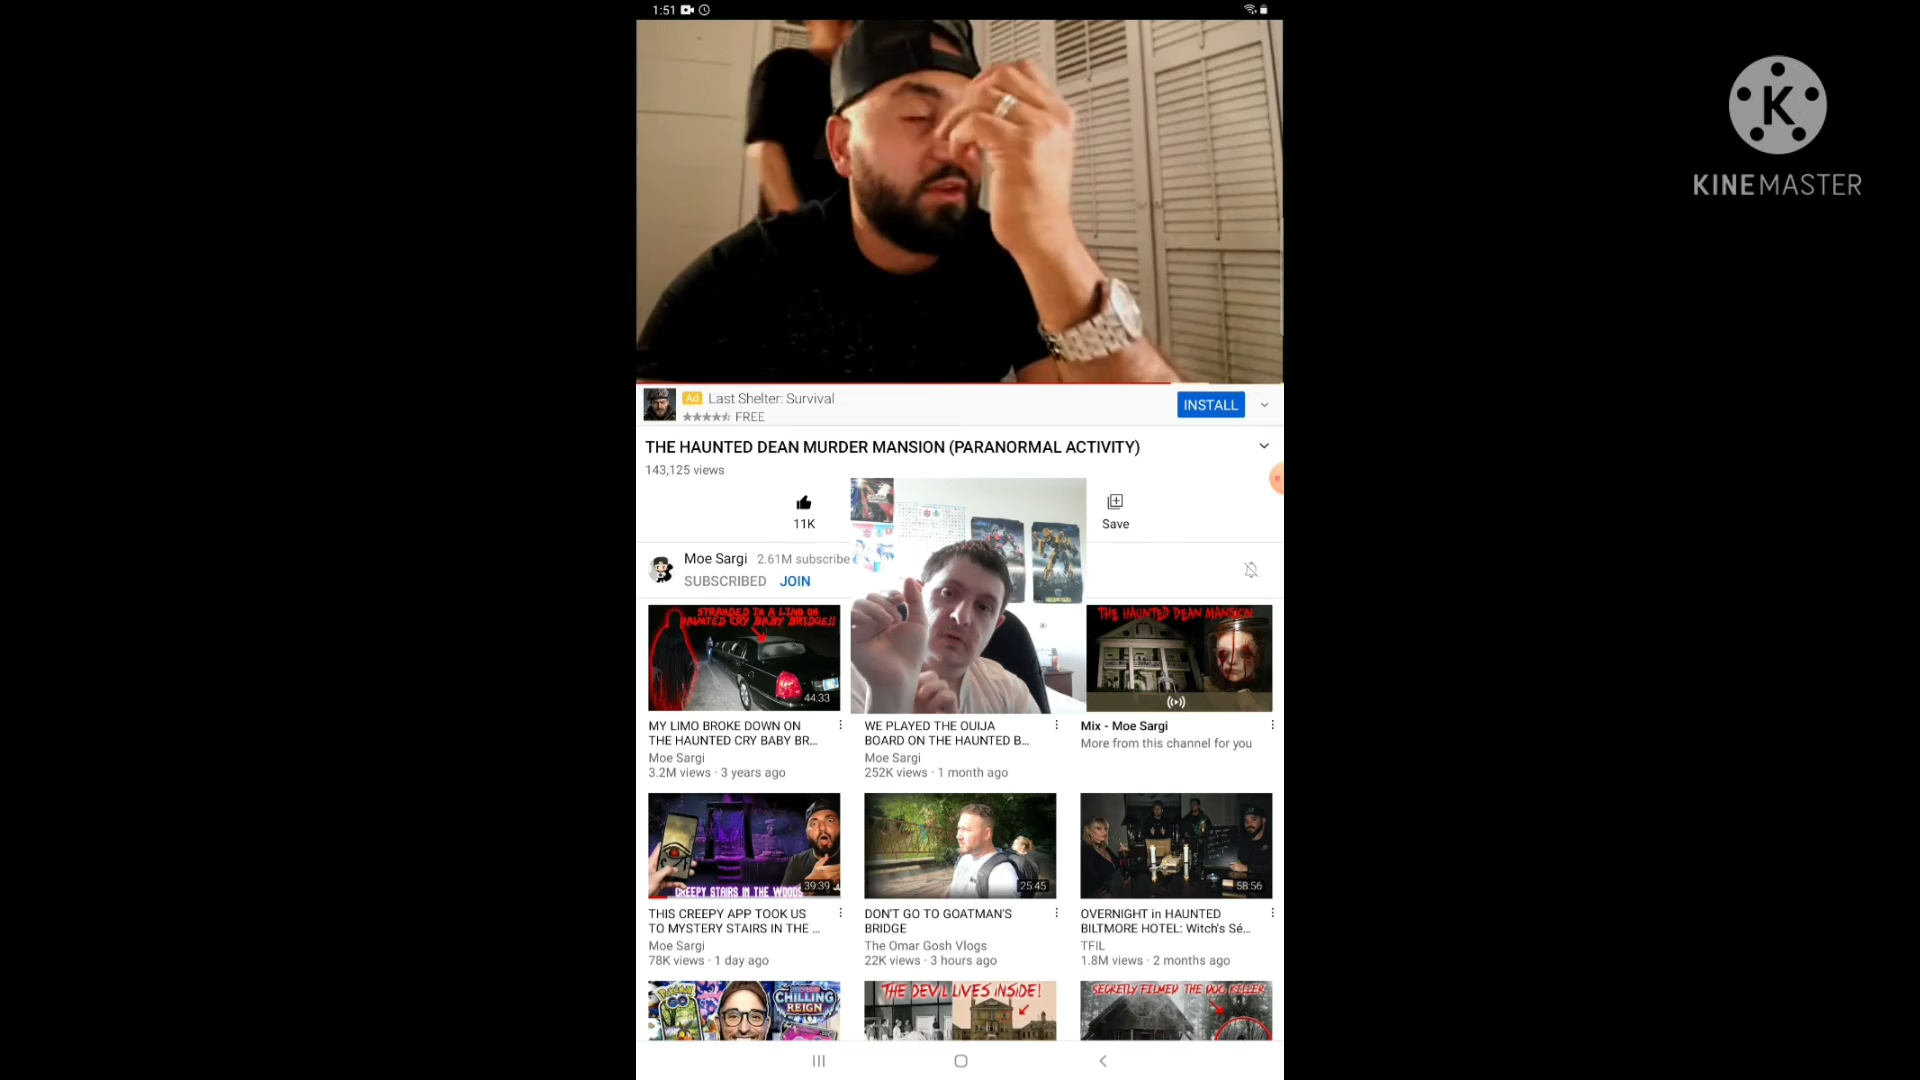 1:51
KINEMASTER
Ad Last Shelter: Survival
FREE
INSTALL
THE HAUNTED DEAN MURDER MANSION (PARANORMAL ACTIVITY)
143,125 views
11K
Save
Moe Sargi 2.61M subscribe
SUBSCRIBED JOIN
STRANDED IN A LIMO ON
HAUNTED CRY BABY BRIDGE!!
44:33
THE HAUNTED DEAN MANSION
MY LIMO BROKE DOWN ON
THE HAUNTED CRY BABY BR...
Moe Sargi
3.2M views · 3 years ago
WE PLAYED THE OUIJA
BOARD ON THE HAUNTED B...
Moe Sargi
252K views · 1 month ago
Mix - Moe Sargi
More from this channel for you
CREEPY STAIRS IN THE WOODS
39:39
25:45
58:56
THIS CREEPY APP TOOK US
TO MYSTERY STAIRS IN THE ...
Moe Sargi
78K views · 1 day ago
DON'T GO TO GOATMAN'S
BRIDGE
The Omar Gosh Vlogs
22K views · 3 hours ago
OVERNIGHT in HAUNTED
BILTMORE HOTEL: Witch's Sé...
TFIL
1.8M views · 2 months ago
POKÉMON
GO
CHILLING
REIGN
THE DEVIL LIVES INSIDE!
SECRETLY FILMED THE DOG KILLER